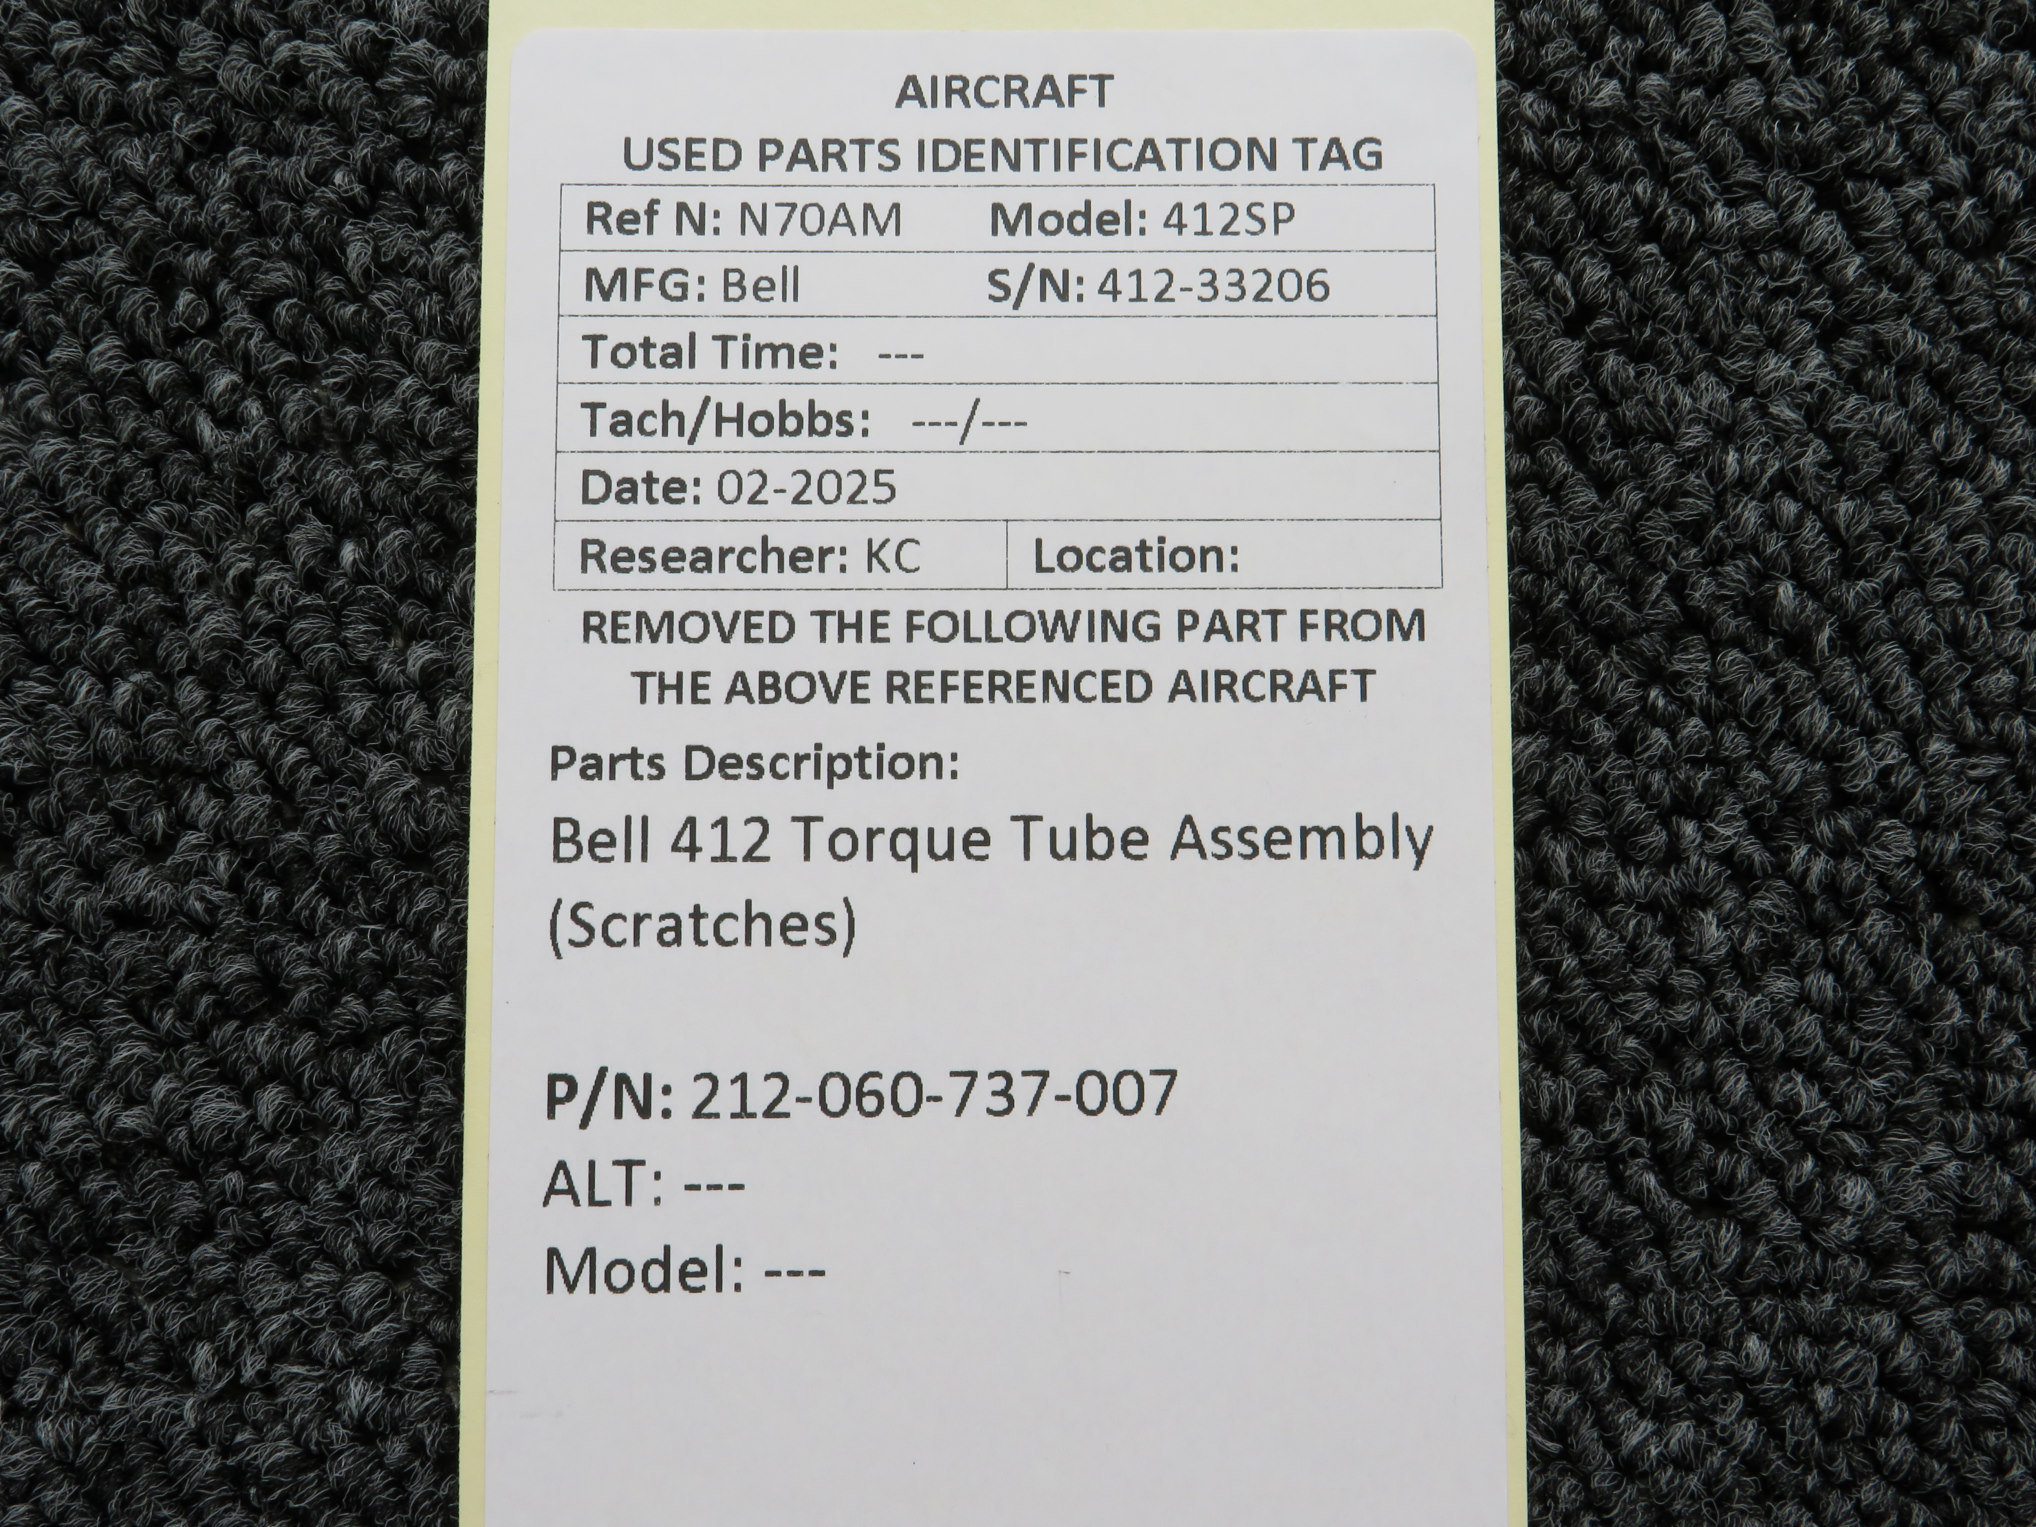 AIRCRAFT
USED PARTS IDENTIFICATION TAG
Ref N: N70AM Model: 412SP
MFG: Bell S/N: 412-33206
Total Time: ---
Tach/Hobbs: ---/---
Date: 02-2025
Researcher: KC Location:
REMOVED THE FOLLOWING PART FROM
THE ABOVE REFERENCED AIRCRAFT
Parts Description:
Bell 412 Torque Tube Assembly
(Scratches)
P/N: 212-060-737-007
ALT: ---
Model: ---